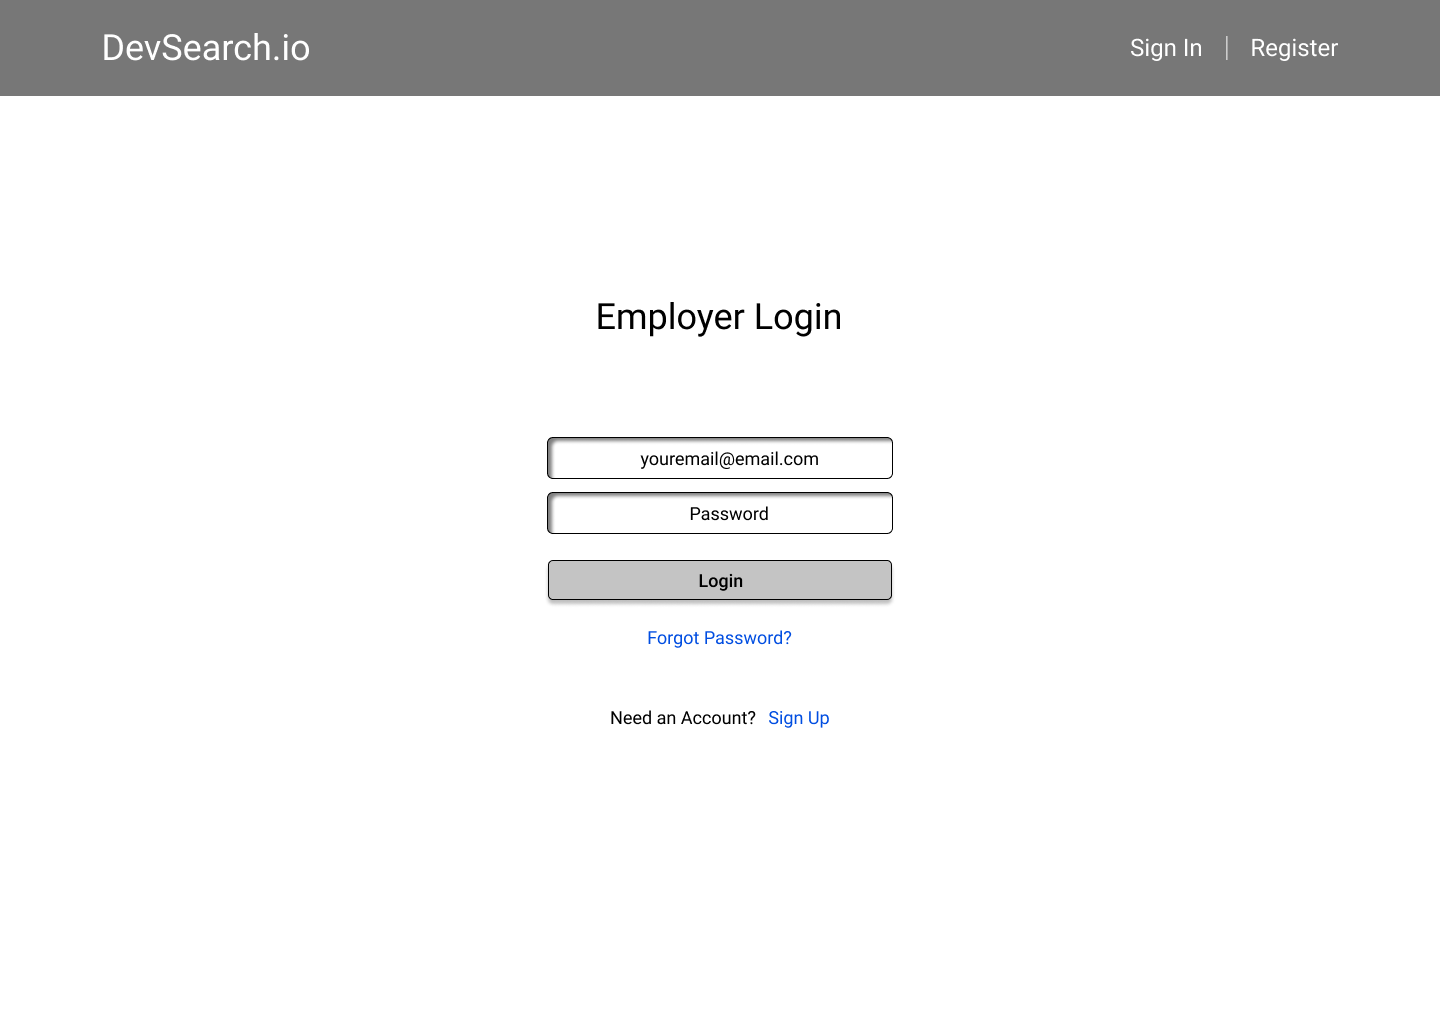 DevSearch.io
Sign In | Register
Employer Login
youremail@email.com
Password
Login
Forgot Password?
Need an Account? Sign Up